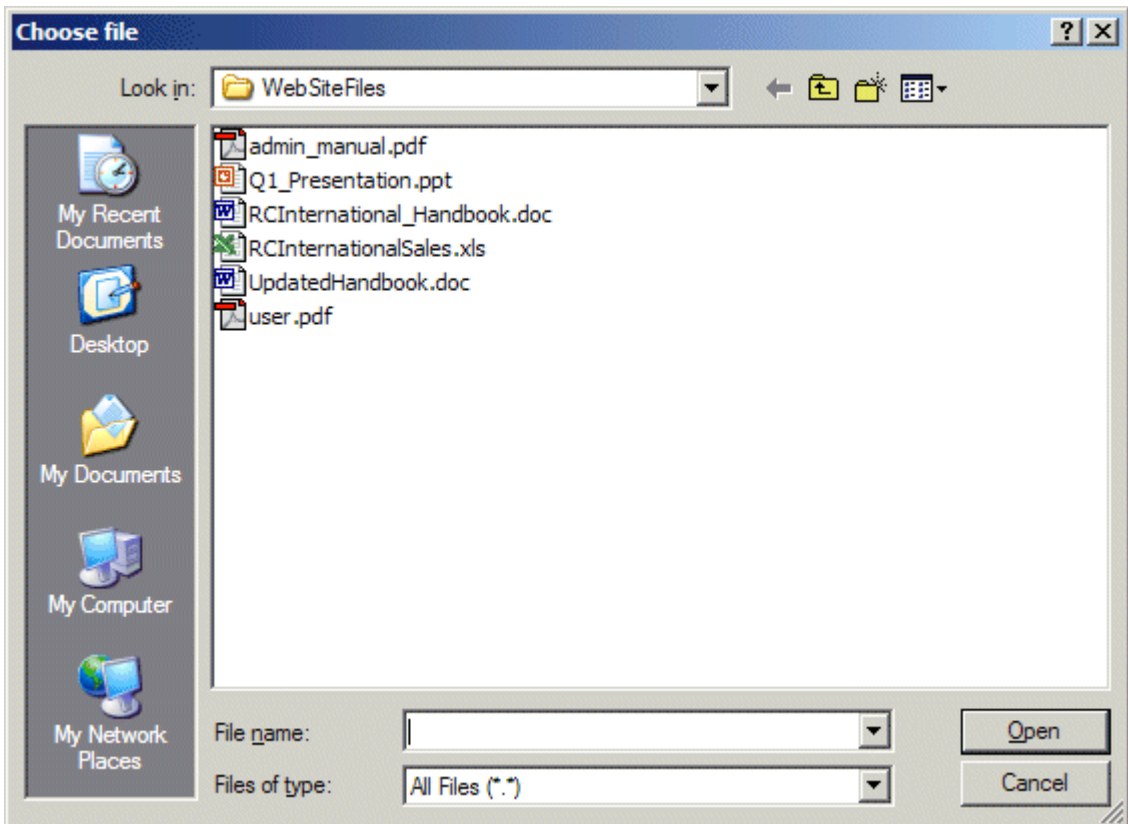 Choose file
Look in: WebSiteFiles
My Recent
Documents
Desktop
My Documents
My Computer
My Network
Places
admin_manual.pdf
Q1_Presentation.ppt
RCInternational_Handbook.doc
RCInternationalSales.xls
UpdatedHandbook.doc
user.pdf
File name:
Open
Files of type: All Files (*.*)
Cancel